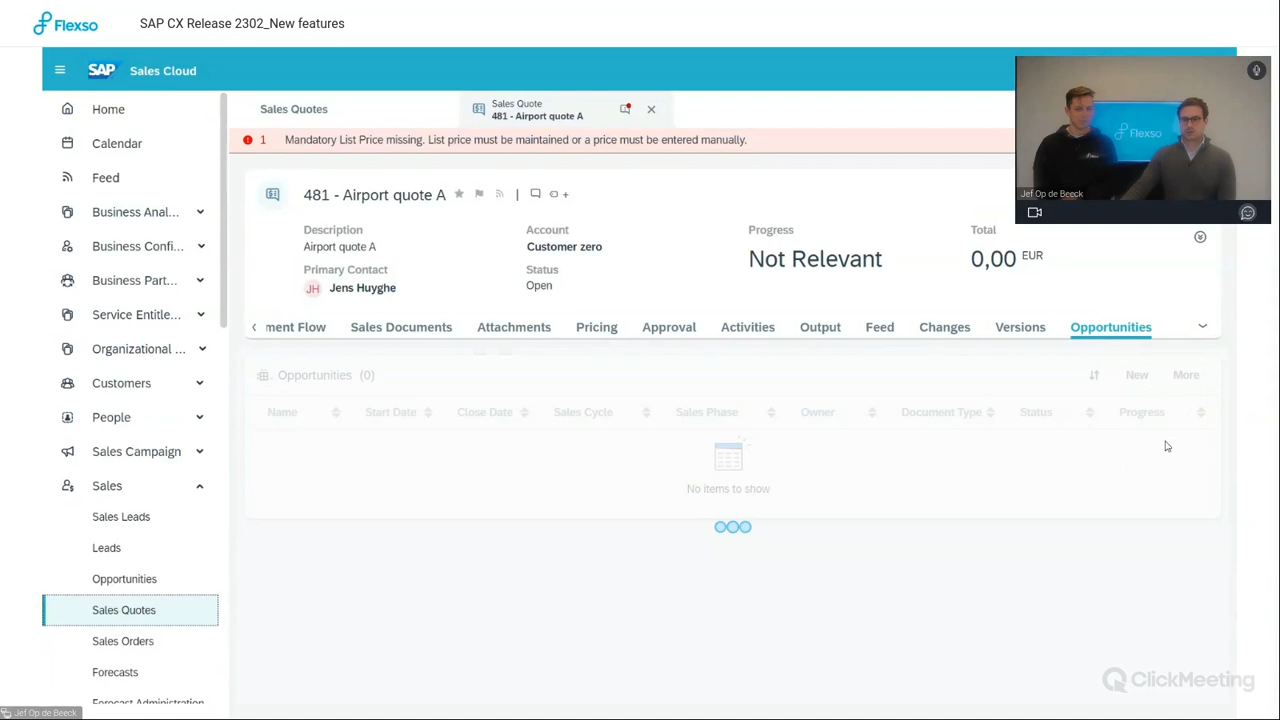 Flexso
SAP CX Release 2302_New features
SAP
Sales Cloud
Home
Calendar
Feed
Business Anal...
Business Confi...
Business Part...
Service Entitle...
Organizational ...
Customers
People
Sales Campaign
Sales
Sales Leads
Leads
Opportunities
Sales Quotes
Sales Orders
Forecasts
Forecast Administration
Sales Quotes
Sales Quote
481 - Airport quote A
1 Mandatory List Price missing. List price must be maintained or a price must be entered manually.
481 - Airport quote A
Description
Airport quote A
Primary Contact
JH Jens Huyghe
Account
Customer zero
Status
Open
Progress
Not Relevant
Total
0,00 EUR
ment Flow Sales Documents Attachments Pricing Approval Activities Output Feed Changes Versions Opportunities
Opportunities (0) New More
Name Start Date Close Date Sales Cycle Sales Phase Owner Document Type Status Progress
No items to show
Flexso
Jef Op de Beeck
ClickMeeting
Jef Op de Beeck